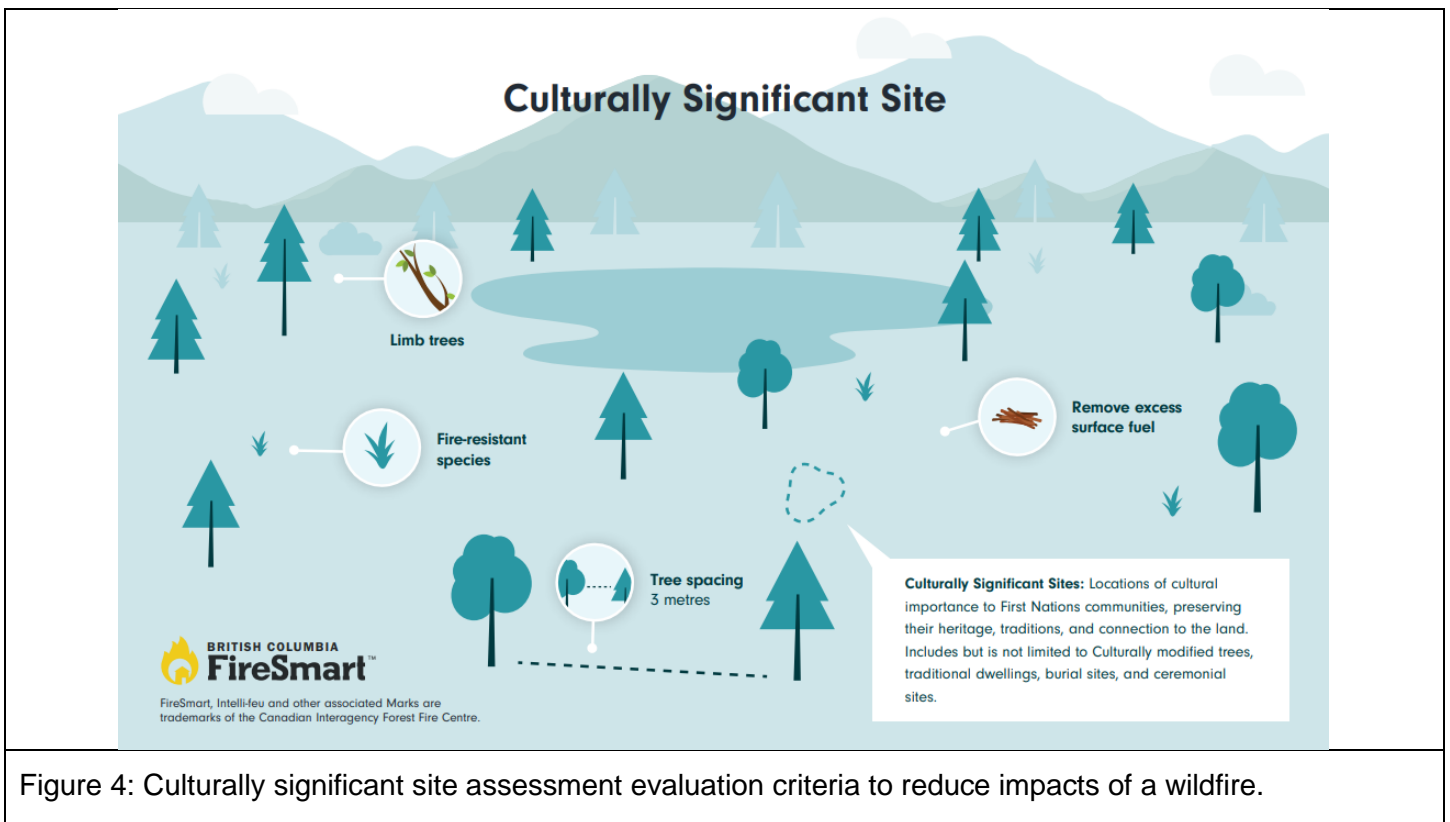 Culturally Significant Site
Limb trees
Fire-resistant
species
Remove excess
surface fuel
Tree spacing
3 metres
Culturally Significant Sites: Locations of cultural
importance to First Nations communities, preserving
their heritage, traditions, and connection to the land.
Includes but is not limited to Culturally modified trees,
traditional dwellings, burial sites, and ceremonial
sites.
BRITISH COLUMBIA
FireSmart™
FireSmart, Intelli-feu and other associated Marks are
trademarks of the Canadian Interagency Forest Fire Centre.
Figure 4: Culturally significant site assessment evaluation criteria to reduce impacts of a wildfire.